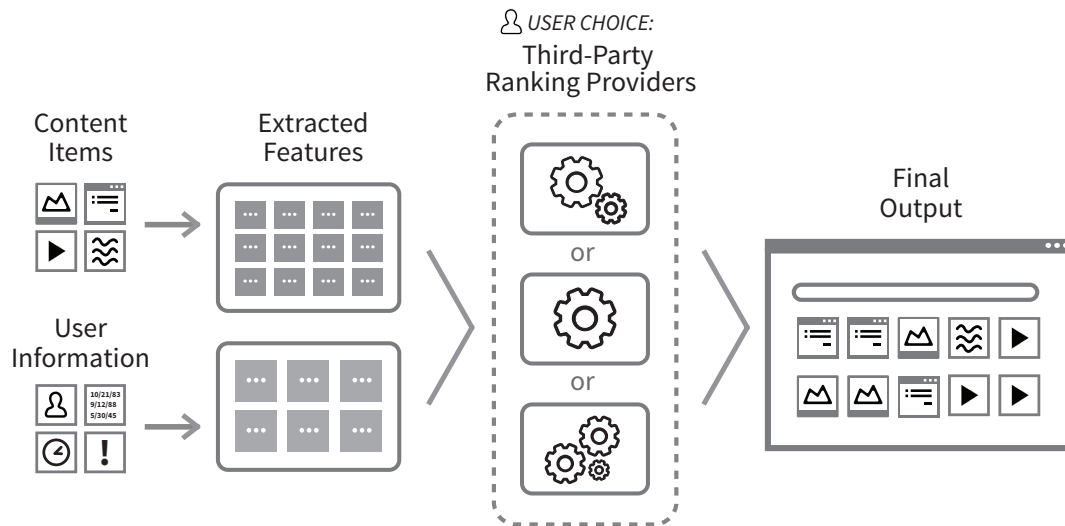 USER CHOICE:
Third-Party
Ranking Providers
Content
Items
Extracted
Features
Final
Output
or
or
User
Information
10/21/83
9/12/88
5/30/45
!